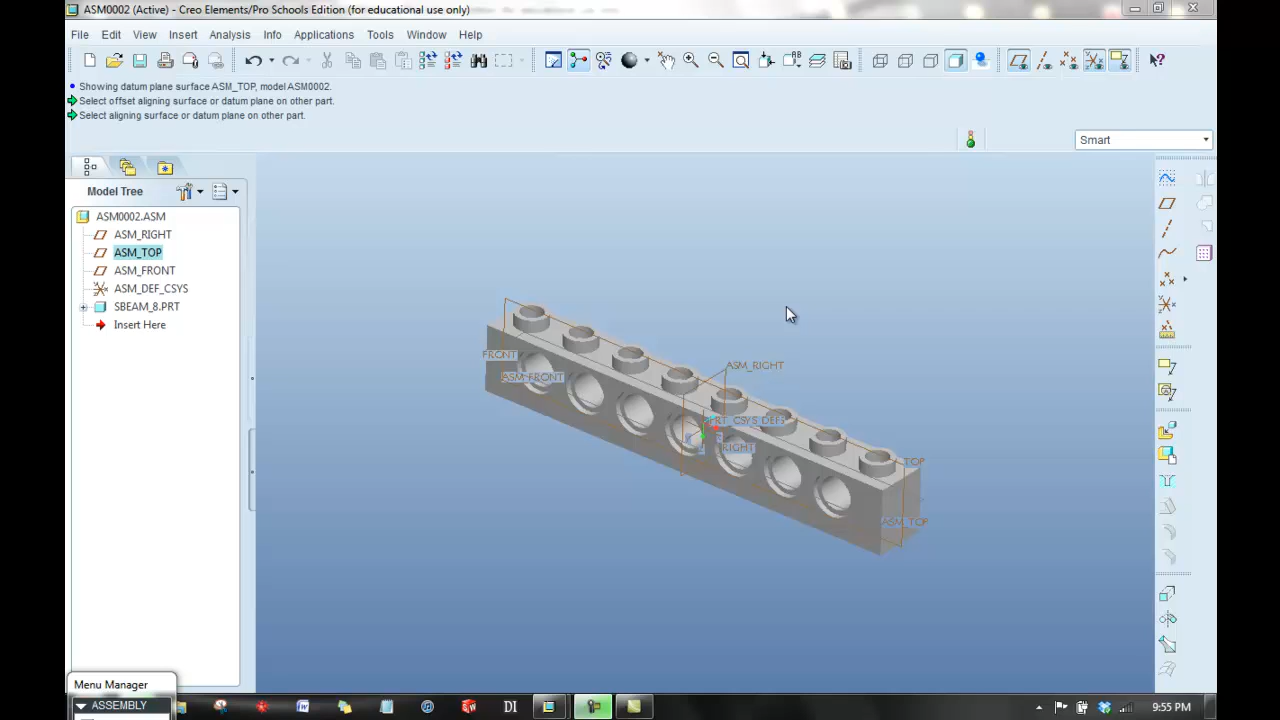 ASM0002 (Active) - Creo Elements/Pro Schools Edition (for educational use only)
File Edit View Insert Analysis Info Applications Tools Window Help
Showing datum plane surface ASM_TOP, model ASM0002.
Select offset aligning surface or datum plane on other part.
Select aligning surface or datum plane on other part.
Smart
Model Tree
ASM0002.ASM
ASM_RIGHT
ASM_TOP
ASM_FRONT
ASM_DEF_CSYS
SBEAM_8.PRT
Insert Here
FRONT
ASM_RIGHT
ASM_FRONT
PRT_CSYS_DEFS
RIGHT
TOP
ASM_TOP
Menu Manager
ASSEMBLY
DI
9:55 PM